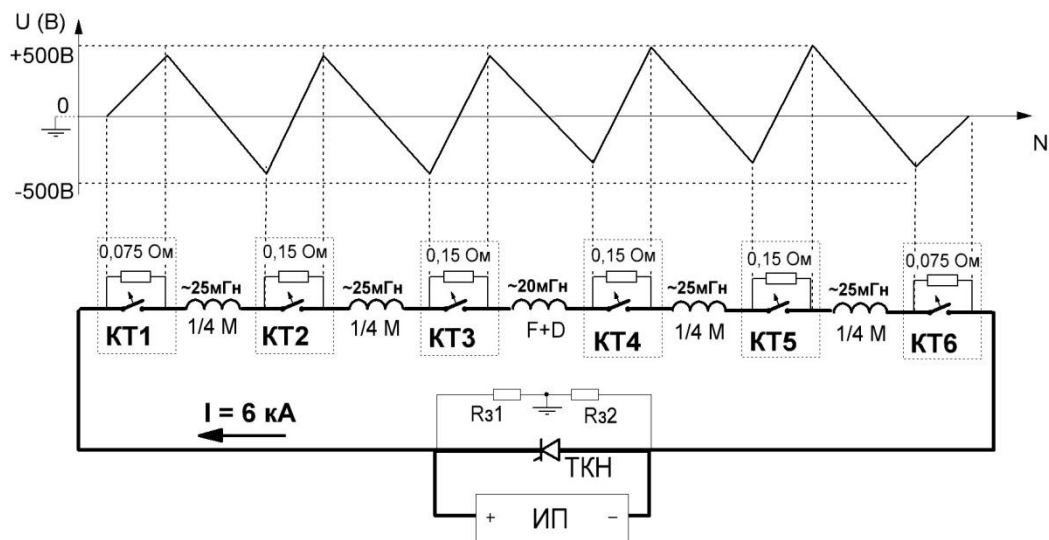 U (В)
+500В
0
N
-500В
0,075 Ом
0,15 Ом
0,15 Ом
0,15 Ом
0,15 Ом
0,075 Ом
~25мГн
~25мГн
~20мГн
~25мГн
~25мГн
КТ1
1/4 М
КТ2
1/4 М
КТ3
F+D
КТ4
1/4 М
КТ5
1/4 М
КТ6
I = 6 кА
Rз1
Rз2
ТКН
+ ИП −